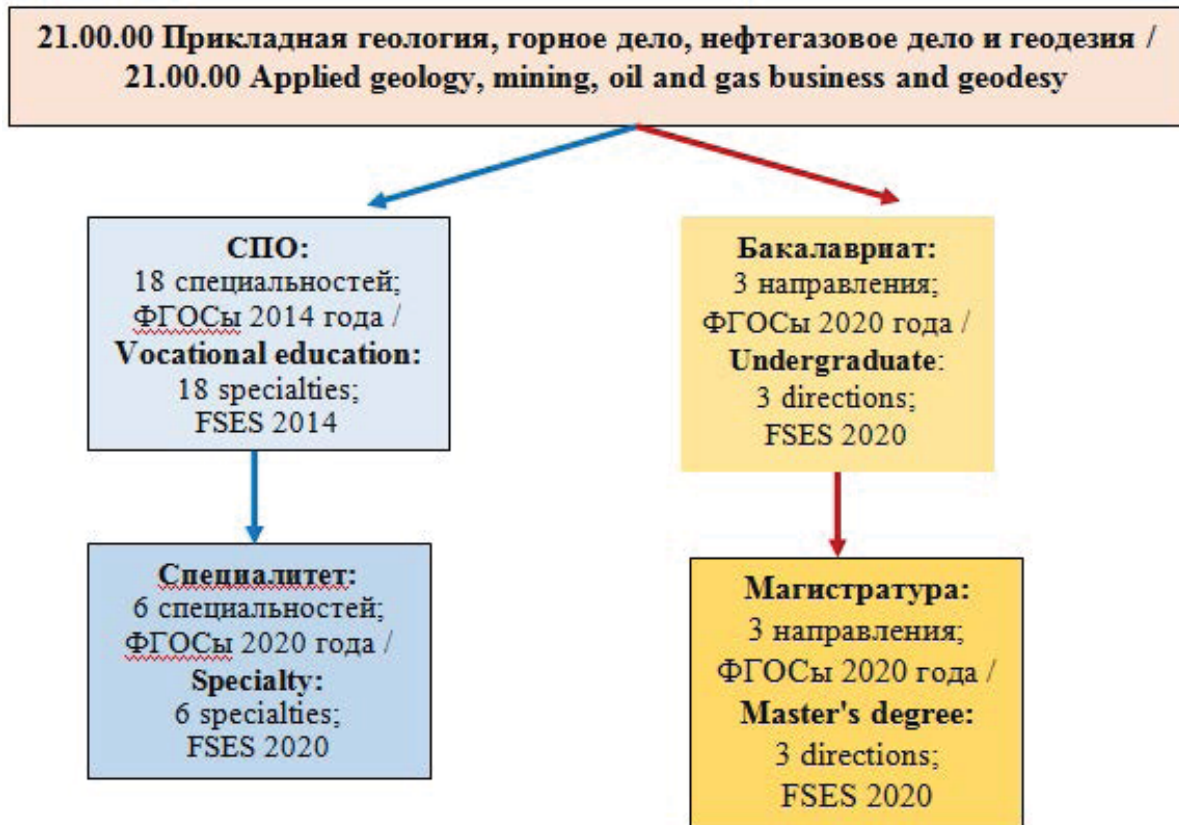 21.00.00 Прикладная геология, горное дело, нефтегазовое дело и геодезия /
21.00.00 Applied geology, mining, oil and gas business and geodesy
СПО:
18 специальностей;
ФГОСы 2014 года /
Vocational education:
18 specialties;
FSES 2014
Бакалавриат:
3 направления;
ФГОСы 2020 года /
Undergraduate:
3 directions;
FSES 2020
Специалитет:
6 специальностей;
ФГОСы 2020 года /
Specialty:
6 specialties;
FSES 2020
Магистратура:
3 направления;
ФГОСы 2020 года /
Master's degree:
3 directions;
FSES 2020